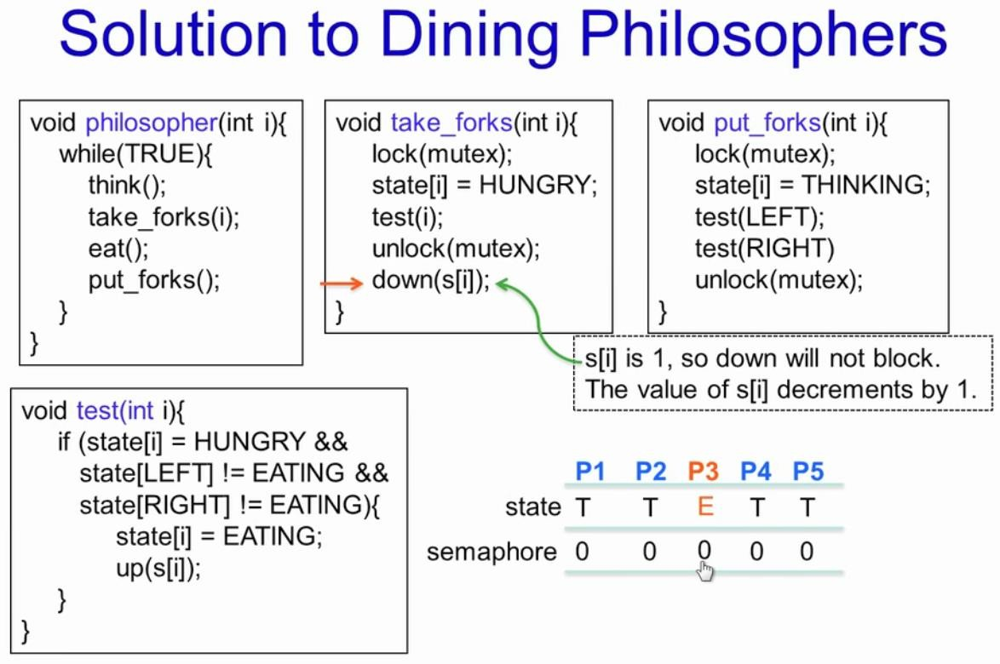 Solution to Dining Philosophers
void philosopher(int i){
while(TRUE){
think();
take_forks(i);
eat();
put_forks();
}
}
void take_forks(int i){
lock(mutex);
state[i] = HUNGRY;
test(i);
unlock(mutex);
down(s[i]);
}
void put_forks(int i){
lock(mutex);
state[i] = THINKING;
test(LEFT);
test(RIGHT)
unlock(mutex);
}
s[i] is 1, so down will not block.
The value of s[i] decrements by 1.
void test(int i){
if (state[i] = HUNGRY &&
state[LEFT] != EATING &&
state[RIGHT] != EATING){
state[i] = EATING;
up(s[i]);
}
}
P1 P2 P3 P4 P5
state T T E T T
semaphore 0 0 0 0 0